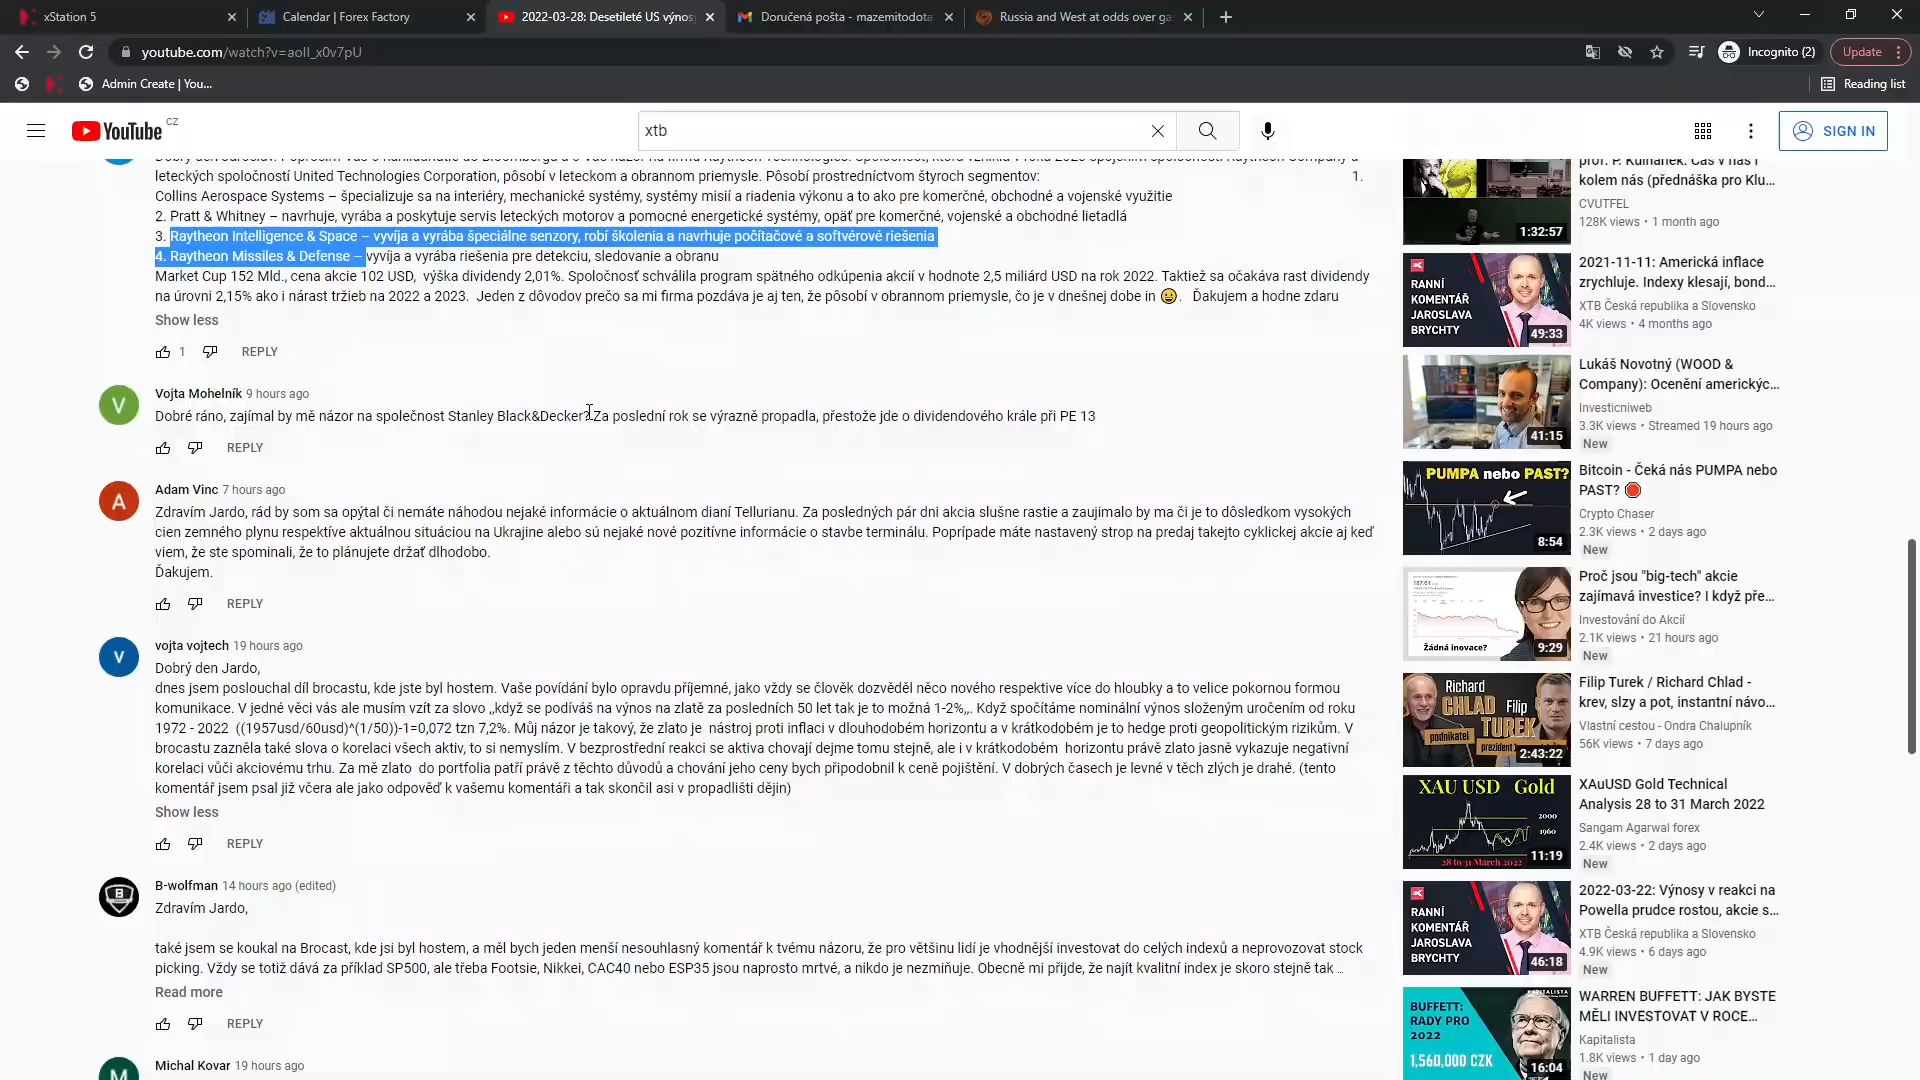 xStation 5
Calendar | Forex Factory
2022-03-28: Desetileté US výnos
Doručená pošta - mazemitodota
Russia and West at odds over ga
youtube.com/watch?v=aoll_x0v7pU
Incognito (2)
Update
Admin Create | You...
Reading list
YouTube CZ
xtb
SIGN IN
leteckých spoločností United Technologies Corporation, pôsobí v leteckom a obrannom priemysle. Pôsobí prostredníctvom štyroch segmentov: 1.
Collins Aerospace Systems – špecializuje sa na interiéry, mechanické systémy, systémy misií a riadenia výkonu a to ako pre komerčné, obchodné a vojenské využitie
2. Pratt & Whitney – navrhuje, vyrába a poskytuje servis leteckých motorov a pomocné energetické systémy, opäť pre komerčné, vojenské a obchodné lietadlá
3. Raytheon Intelligence & Space – vyvíja a vyrába špeciálne senzory, robí školenia a navrhuje počítačové a softvérové riešenia
4. Raytheon Missiles & Defense – vyvíja a vyrába riešenia pre detekciu, sledovanie a obranu
Market Cup 152 Mld., cena akcie 102 USD, výška dividendy 2,01%. Spoločnosť schválila program spätného odkúpenia akcií v hodnote 2,5 miliárd USD na rok 2022. Taktiež sa očakáva rast dividendy
na úrovni 2,15% ako i nárast tržieb na 2022 a 2023. Jeden z dôvodov prečo sa mi firma pozdáva je aj ten, že pôsobí v obrannom priemysle, čo je v dnešnej dobe in 😀. Ďakujem a hodne zdaru
Show less
1 REPLY
V
Vojta Mohelník 9 hours ago
Dobré ráno, zajímal by mě názor na společnost Stanley Black&Decker? Za poslední rok se výrazně propadla, přestože jde o dividendového krále při PE 13
REPLY
A
Adam Vinc 7 hours ago
Zdravím Jardo, rád by som sa opýtal či nemáte náhodou nejaké informácie o aktuálnom dianí Tellurianu. Za posledných pár dni akcia slušne rastie a zaujimalo by ma či je to dôsledkom vysokých
cien zemného plynu respektíve aktuálnou situáciou na Ukrajine alebo sú nejaké nové pozitívne informácie o stavbe terminálu. Poprípade máte nastavený strop na predaj takejto cyklickej akcie aj keď
viem, že ste spominali, že to plánujete držať dlhodobo.
Ďakujem.
REPLY
v
vojta vojtech 19 hours ago
Dobrý den Jardo,
dnes jsem poslouchal díl brocastu, kde jste byl hostem. Vaše povídání bylo opravdu příjemné, jako vždy se člověk dozvěděl něco nového respektive více do hloubky a to velice pokornou formou
komunikace. V jedné věci vás ale musím vzít za slovo ,,když se podíváš na výnos na zlatě za posledních 50 let tak je to možná 1-2%,,. Když spočítáme nominální výnos složeným uročením od roku
1972 - 2022 ((1957usd/60usd)^(1/50))-1=0,072 tzn 7,2%. Můj názor je takový, že zlato je nástroj proti inflaci v dlouhodobém horizontu a v krátkodobém je to hedge proti geopolitickým rizikům. V
brocastu zazněla také slova o korelaci všech aktiv, to si nemyslím. V bezprostřední reakci se aktiva chovají dejme tomu stejně, ale i v krátkodobém horizontu právě zlato jasně vykazuje negativní
korelaci vůči akciovému trhu. Za mě zlato do portfolia patří právě z těchto důvodů a chování jeho ceny bych připodobnil k ceně pojištění. V dobrých časech je levné v těch zlých je drahé. (tento
komentář jsem psal již včera ale jako odpověď k vašemu komentáři a tak skončil asi v propadlišti dějin)
Show less
REPLY
B-wolfman 14 hours ago (edited)
Zdravím Jardo,
také jsem se koukal na Brocast, kde jsi byl hostem, a měl bych jeden menší nesouhlasný komentář k tvému názoru, že pro většinu lidí je vhodnější investovat do celých indexů a neprovozovat stock
picking. Vždy se totiž dává za příklad SP500, ale třeba Footsie, Nikkei, CAC40 nebo ESP35 jsou naprosto mrtvé, a nikdo je nezmiňuje. Obecně mi přijde, že najít kvalitní index je skoro stejně tak ...
Read more
REPLY
M
Michal Kovar 19 hours ago
1:32:57
prof. P. Kulhánek: Čas v nás i
kolem nás (přednáška pro Klu...
CVUTFEL
128K views • 1 month ago
RANNÍ
KOMENTÁŘ
JAROSLAVA
BRYCHTY
49:33
2021-11-11: Americká inflace
zrychluje. Indexy klesají, bond...
XTB Česká republika a Slovensko
4K views • 4 months ago
41:15
Lukáš Novotný (WOOD &
Company): Ocenění americkýc...
Investicniweb
3.3K views • Streamed 19 hours ago
New
PUMPA nebo PAST?
8:54
Bitcoin - Čeká nás PUMPA nebo
PAST? 🛑
Crypto Chaser
2.3K views • 2 days ago
New
Žádná inovace?
9:29
Proč jsou "big-tech" akcie
zajímavá investice? I když pře...
Investování do Akcií
2.1K views • 21 hours ago
New
Richard
CHLAD
Filip
TUREK
podnikatel
prezident
2:43:22
Filip Turek / Richard Chlad -
krev, slzy a pot, instantní návo...
Vlastní cestou - Ondra Chalupník
56K views • 7 days ago
XAU USD Gold
2000
1960
28 to 31 March 2022
11:19
XAuUSD Gold Technical
Analysis 28 to 31 March 2022
Sangam Agarwal forex
2.4K views • 2 days ago
New
RANNÍ
KOMENTÁŘ
JAROSLAVA
BRYCHTY
46:18
2022-03-22: Výnosy v reakci na
Powella prudce rostou, akcie s...
XTB Česká republika a Slovensko
4.9K views • 6 days ago
New
KAPITALISTA
BUFFETT:
RADY PRO
2022
1,560,000 CZK
16:04
WARREN BUFFETT: JAK BYSTE
MĚLI INVESTOVAT V ROCE...
Kapitalista
1.8K views • 1 day ago
New